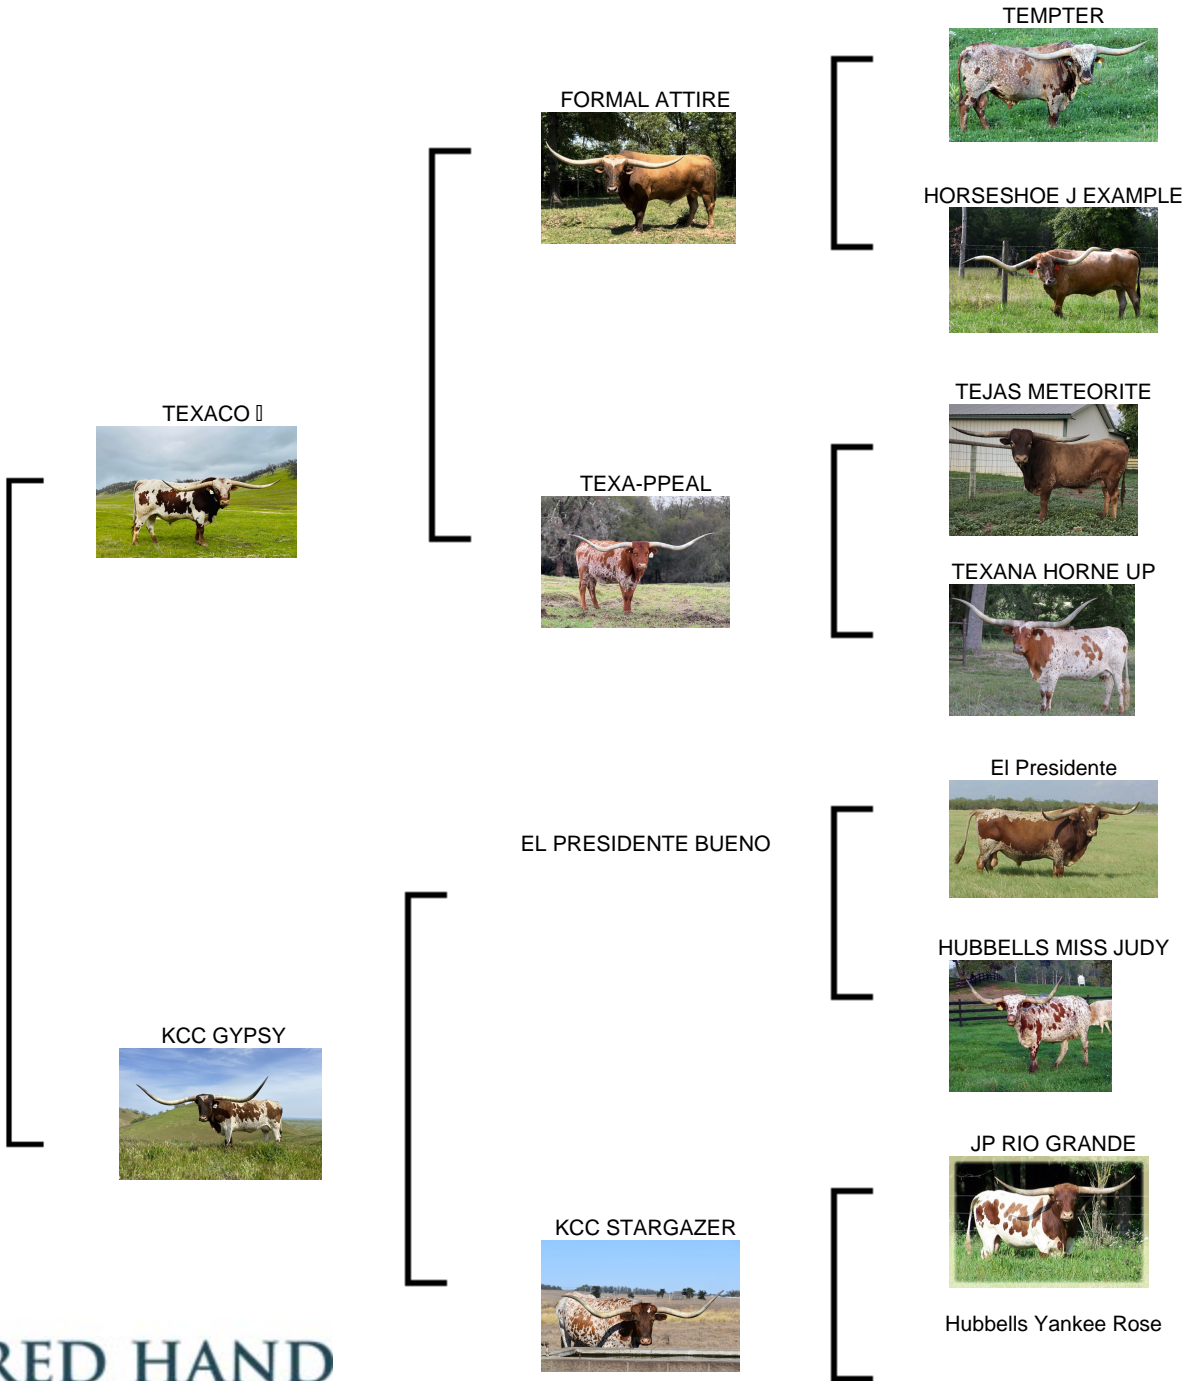 TEMPTER
FORMAL ATTIRE
HORSESHOE J EXAMPLE
TEJAS METEORITE
TEXACO
TEXA-PPEAL
TEXANA HORNE UP
El Presidente
EL PRESIDENTE BUENO
HUBBELLS MISS JUDY
KCC GYPSY
JP RIO GRANDE
KCC STARGAZER
Hubbells Yankee Rose
RED HAND